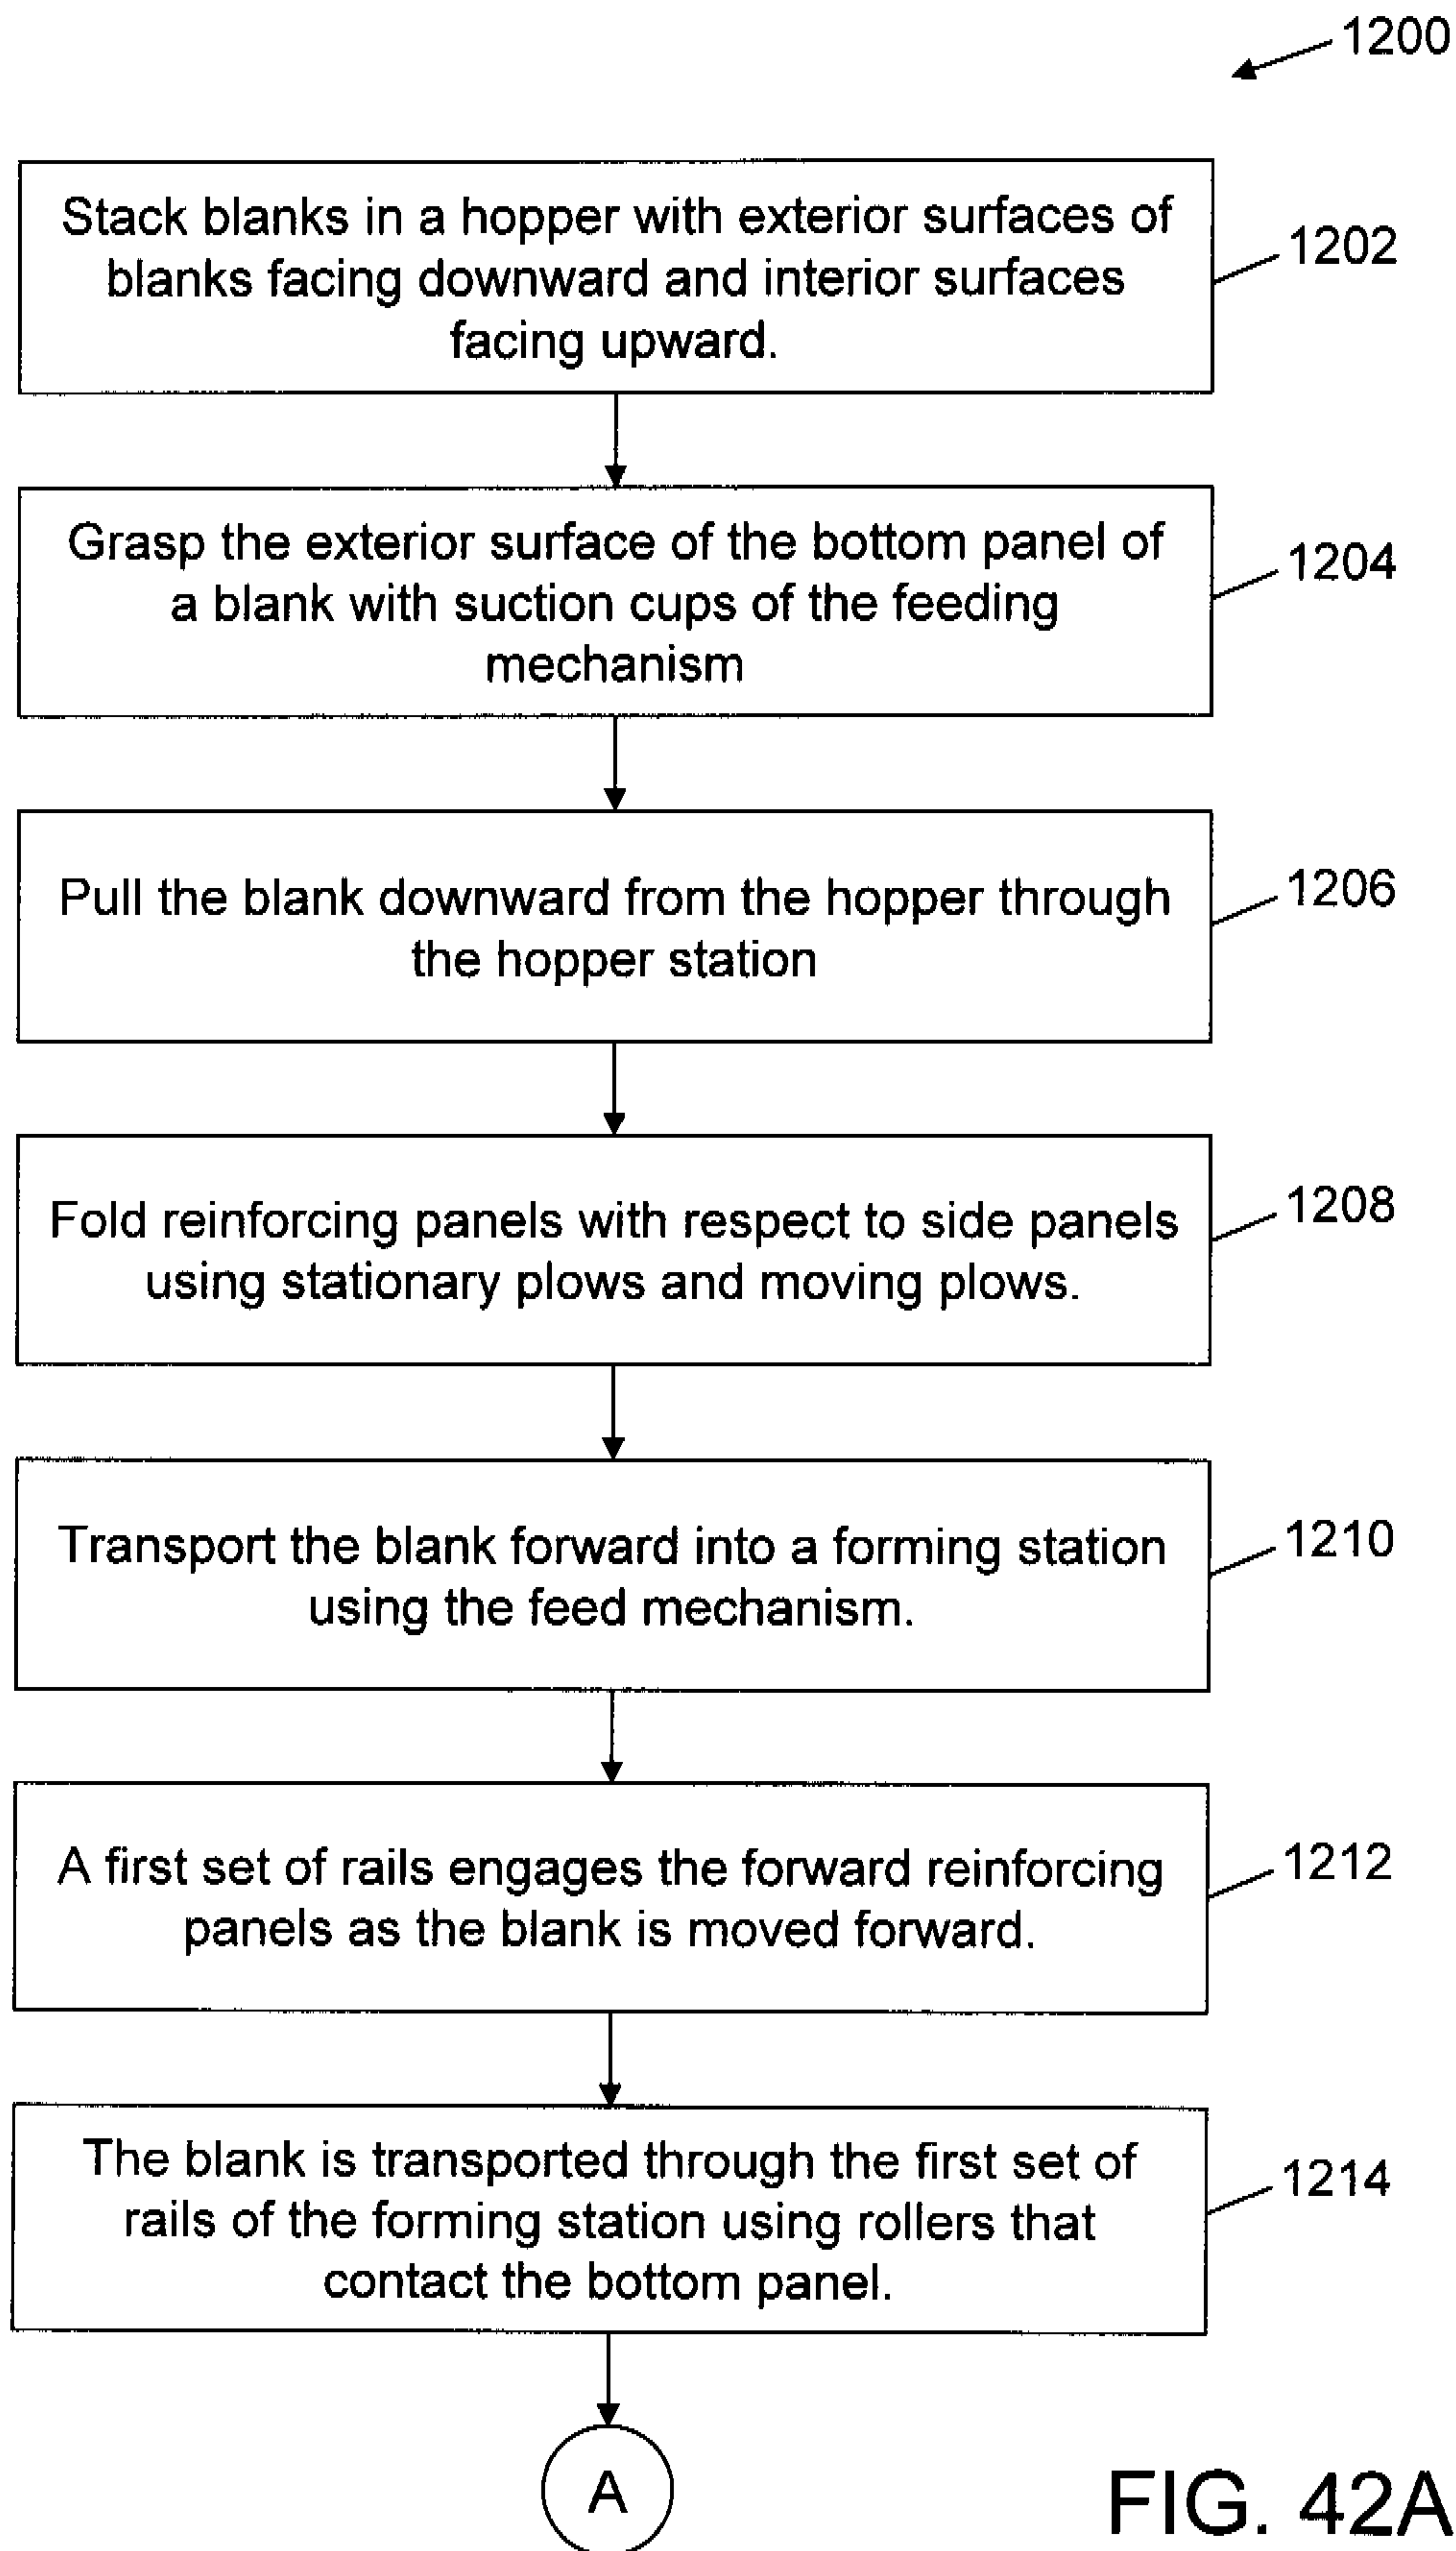 1200
Stack blanks in a hopper with exterior surfaces of
blanks facing downward and interior surfaces
facing upward.
1202
Grasp the exterior surface of the bottom panel of
a blank with suction cups of the feeding
mechanism
1204
Pull the blank downward from the hopper through
the hopper station
1206
Fold reinforcing panels with respect to side panels
using stationary plows and moving plows.
1208
Transport the blank forward into a forming station
using the feed mechanism.
1210
A first set of rails engages the forward reinforcing
panels as the blank is moved forward.
1212
The blank is transported through the first set of
rails of the forming station using rollers that
contact the bottom panel.
1214
A
FIG. 42A